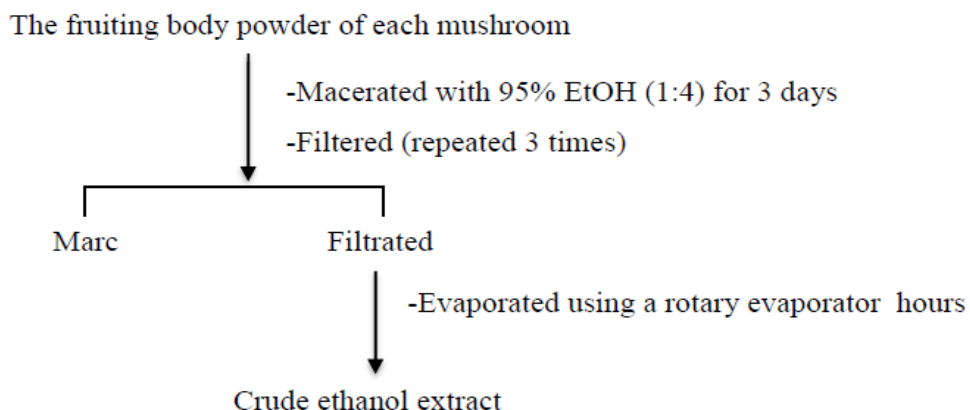 The fruiting body powder of each mushroom
-Macerated with 95% EtOH (1:4) for 3 days
-Filtered (repeated 3 times)
Marc
Filtrated
-Evaporated using a rotary evaporator hours
Crude ethanol extract